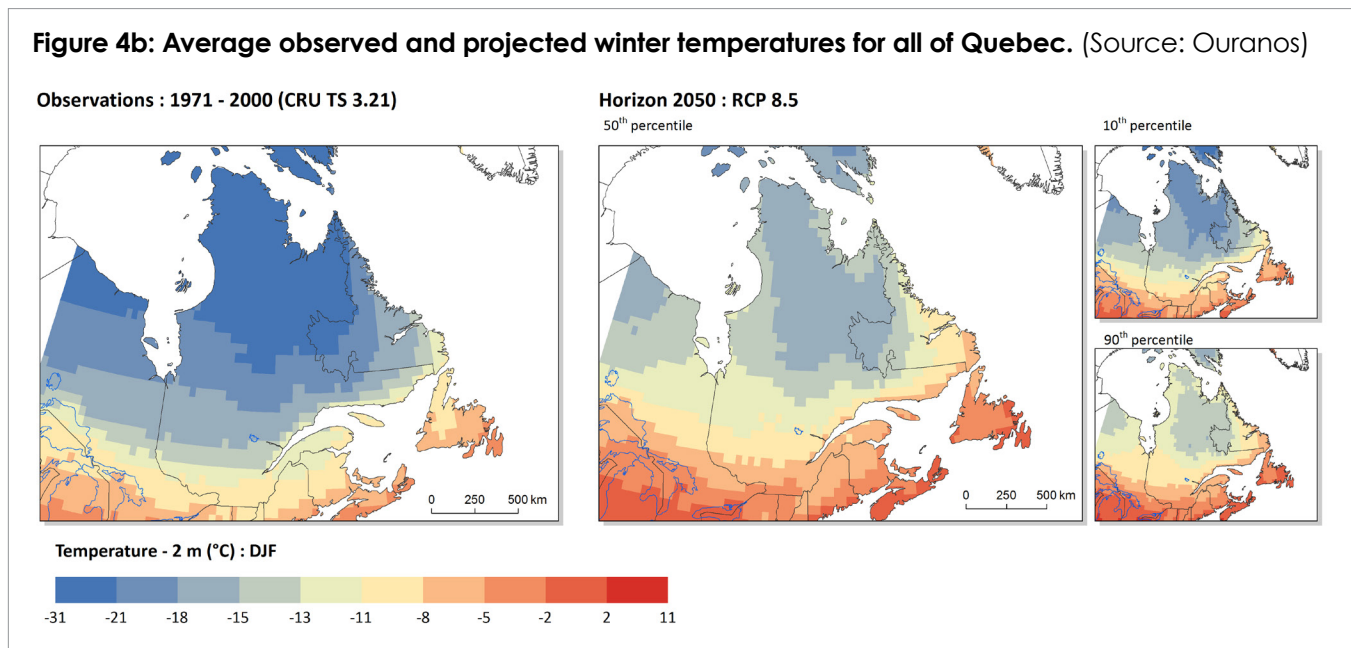 Figure 4b: Average observed and projected winter temperatures for all of Quebec. (Source: Ouranos)
Observations : 1971 - 2000 (CRU TS 3.21)
Horizon 2050 : RCP 8.5
50th percentile
10th percentile
90th percentile
0 250 500 km
0 250 500 km
Temperature - 2 m (°C) : DJF
-31 -21 -18 -15 -13 -11 -8 -5 -2 2 11